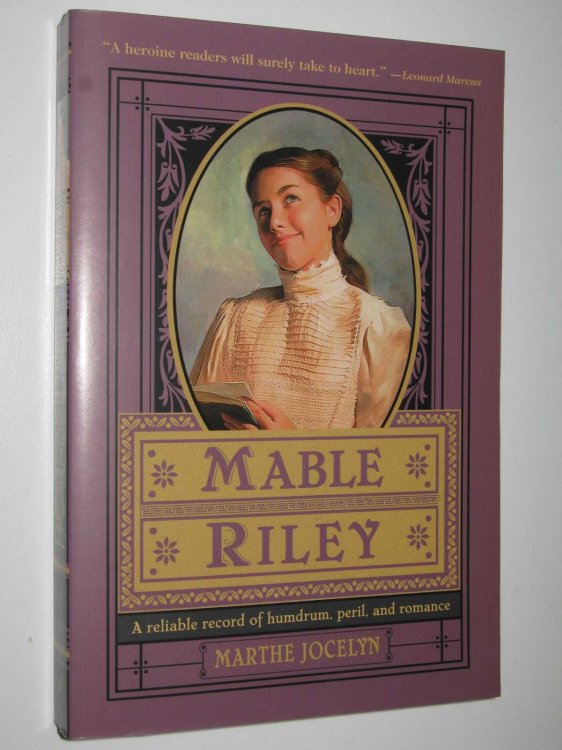 “A heroine readers will surely take to heart.” —Leonard Marcus
MABLE
RILEY
A reliable record of humdrum, peril, and romance
MARTHE JOCELYN